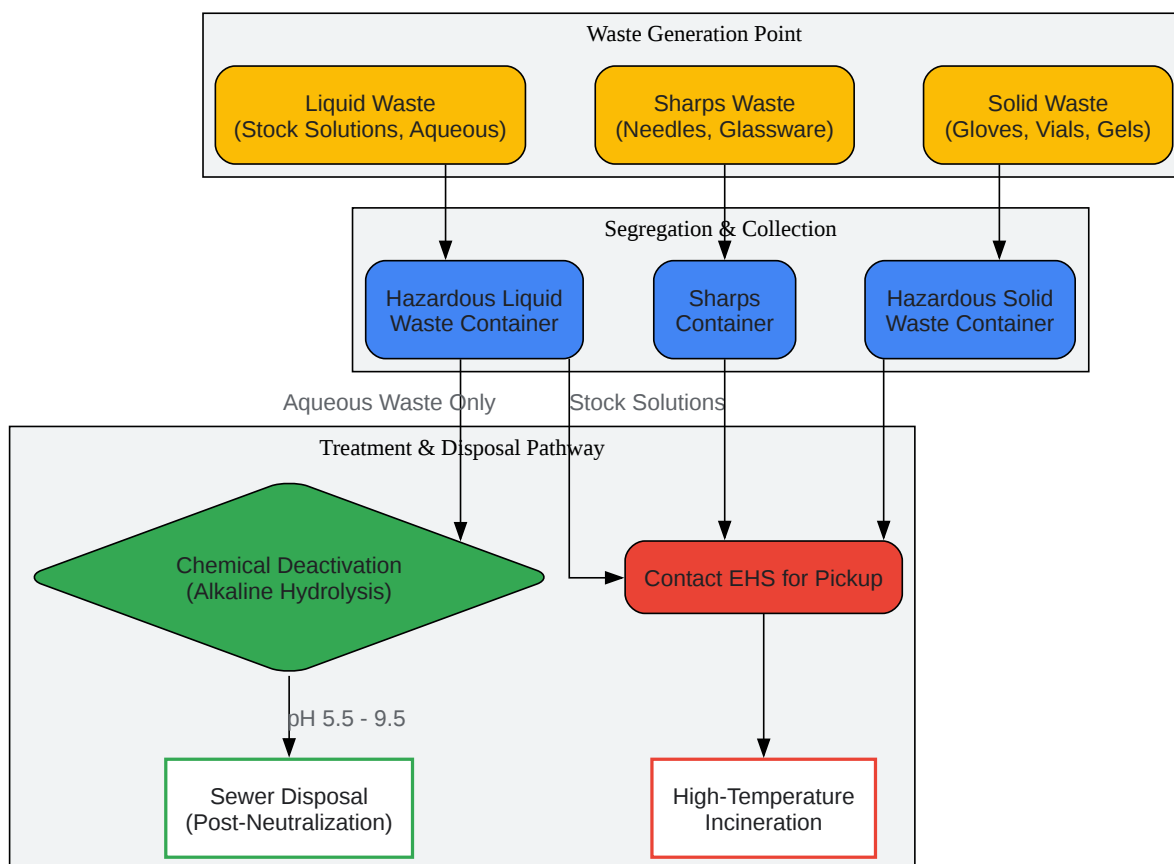 Waste Generation Point
Liquid Waste
(Stock Solutions, Aqueous)
Sharps Waste
(Needles, Glassware)
Solid Waste
(Gloves, Vials, Gels)
Segregation & Collection
Hazardous Liquid
Waste Container
Sharps
Container
Hazardous Solid
Waste Container
Aqueous Waste Only
Stock Solutions
Treatment & Disposal Pathway
Chemical Deactivation
(Alkaline Hydrolysis)
Contact EHS for Pickup
pH 5.5 - 9.5
Sewer Disposal
(Post-Neutralization)
High-Temperature
Incineration